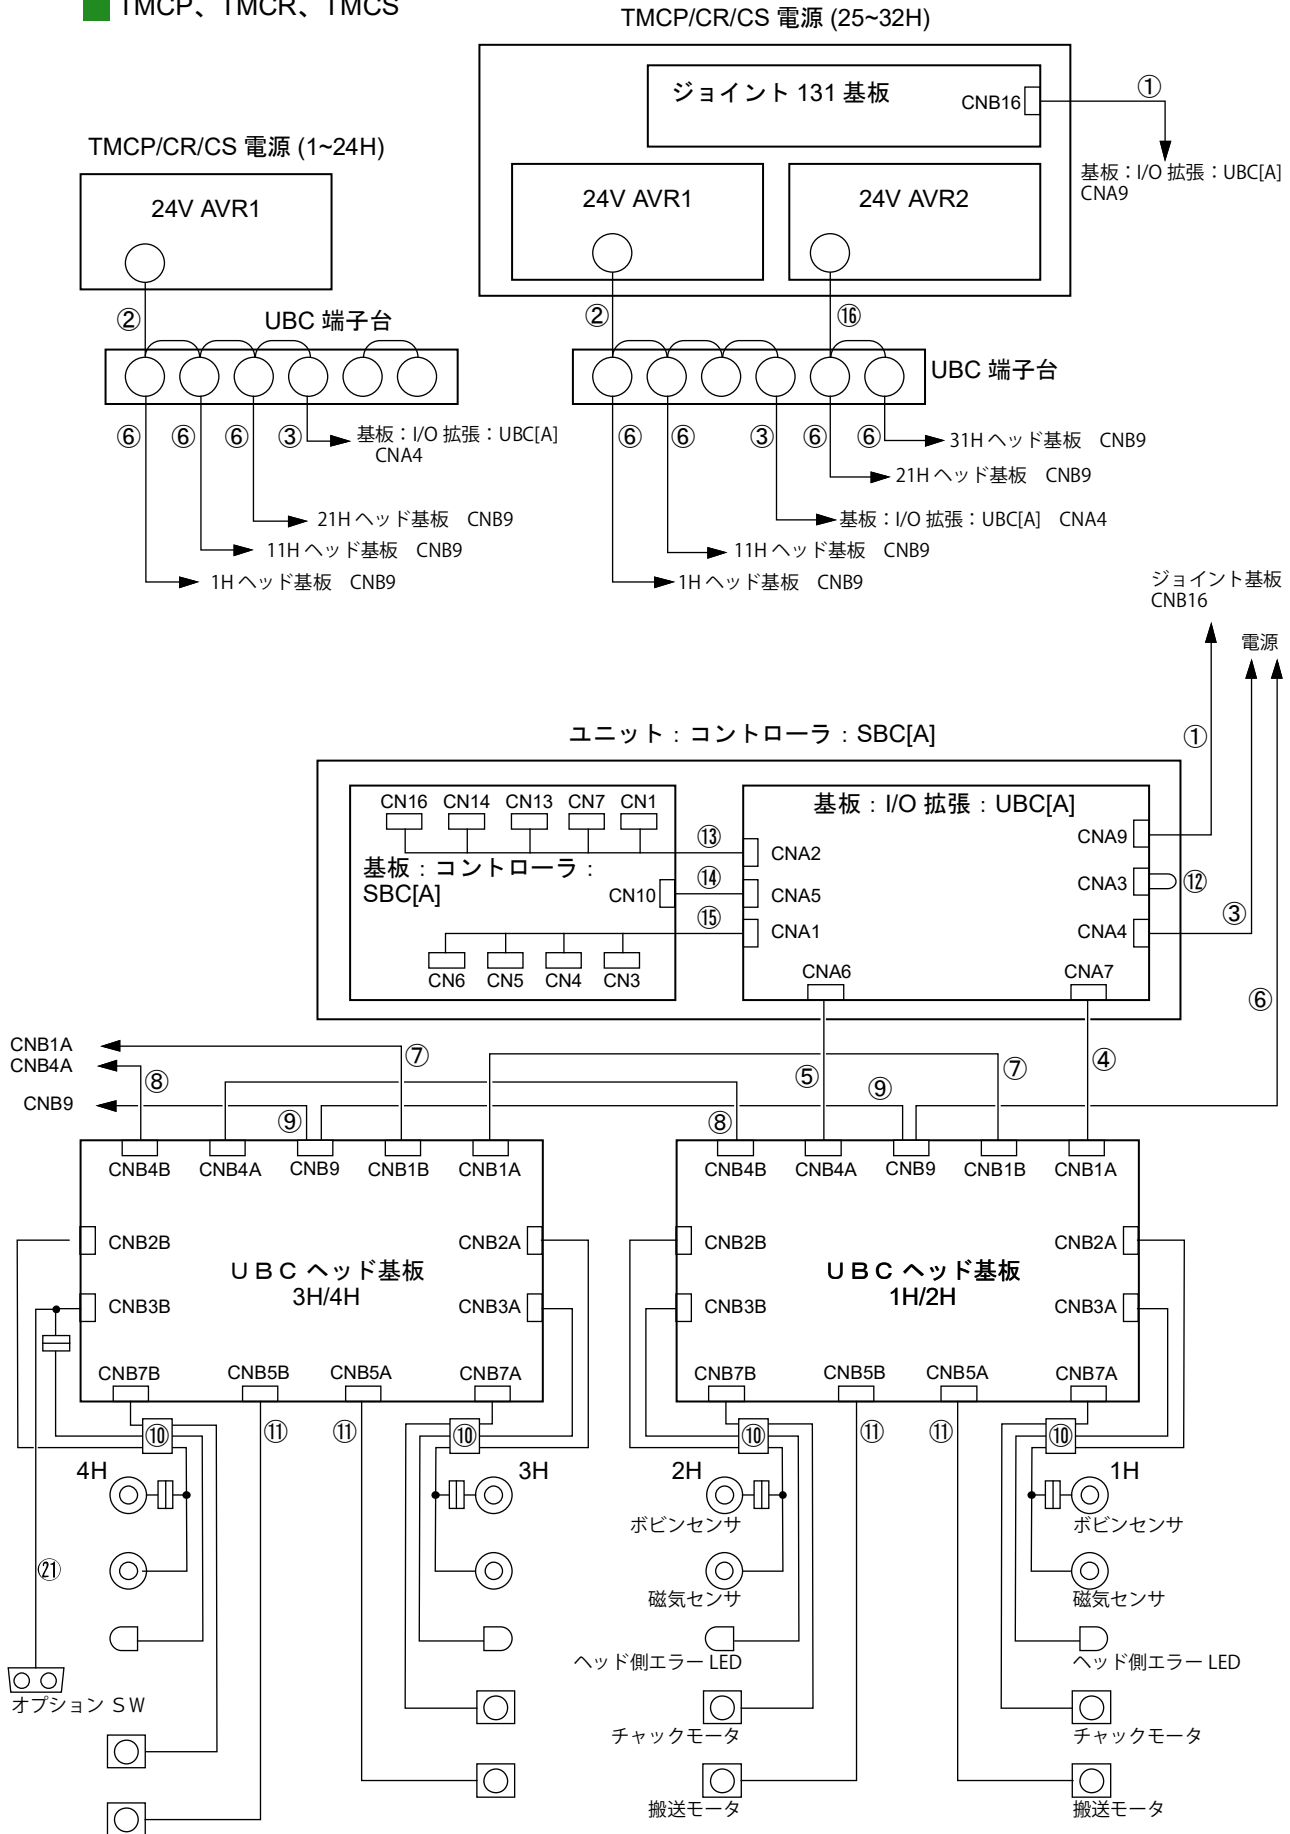 TMCP、TMCR、TMCS
TMCP/CR/CS 電源 (25~32H)
ジョイント 131 基板
CNB16
①
基板：I/O 拡張：UBC[A]
CNA9
TMCP/CR/CS 電源 (1~24H)
24V AVR1
24V AVR1
24V AVR2
②
UBC 端子台
②
⑯
UBC 端子台
⑥
⑥
⑥
③
基板：I/O 拡張：UBC[A]
CNA4
21H ヘッド基板　CNB9
11H ヘッド基板　CNB9
1H ヘッド基板　CNB9
⑥
⑥
③
⑥
⑥
31H ヘッド基板　CNB9
21H ヘッド基板　CNB9
基板：I/O 拡張：UBC[A]　CNA4
11H ヘッド基板　CNB9
1H ヘッド基板　CNB9
ジョイント基板
CNB16
電源
①
③
⑥
ユニット：コントローラ：SBC[A]
CN16 CN14 CN13 CN7 CN1
基板：コントローラ：
SBC[A]
CN10
CN6 CN5 CN4 CN3
⑬
⑭
⑮
基板：I/O 拡張：UBC[A]
CNA2
CNA5
CNA1
CNA9
CNA3
⑫
CNA4
CNA6
CNA7
CNB1A
CNB4A
CNB9
⑧
⑦
⑨
⑤
⑨
⑦
④
⑧
CNB4B CNB4A CNB9 CNB1B CNB1A
CNB2B
CNB2A
ＵＢＣ ヘッド基板
3H/4H
CNB3B
CNB3A
CNB7B CNB5B CNB5A CNB7A
⑩
⑪
⑪
⑩
4H
3H
㉑
オプション ＳＷ
CNB4B CNB4A CNB9 CNB1B CNB1A
CNB2B
CNB2A
ＵＢＣ ヘッド基板
1H/2H
CNB3B
CNB3A
CNB7B CNB5B CNB5A CNB7A
⑩
⑪
⑪
⑩
2H
ボビンセンサ
磁気センサ
ヘッド側エラー LED
チャックモータ
搬送モータ
1H
ボビンセンサ
磁気センサ
ヘッド側エラー LED
チャックモータ
搬送モータ